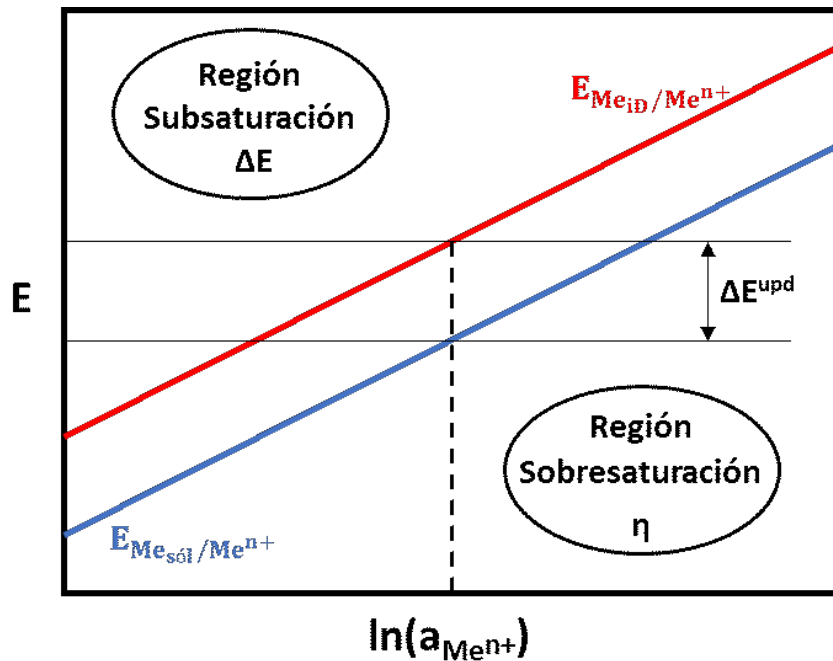 Región
Subsaturación
ΔE
E_Me_iD/Me^n+
E
ΔE^upd
Región
Sobresaturación
η
E_Me_sól/Me^n+
ln(a_Me^n+)